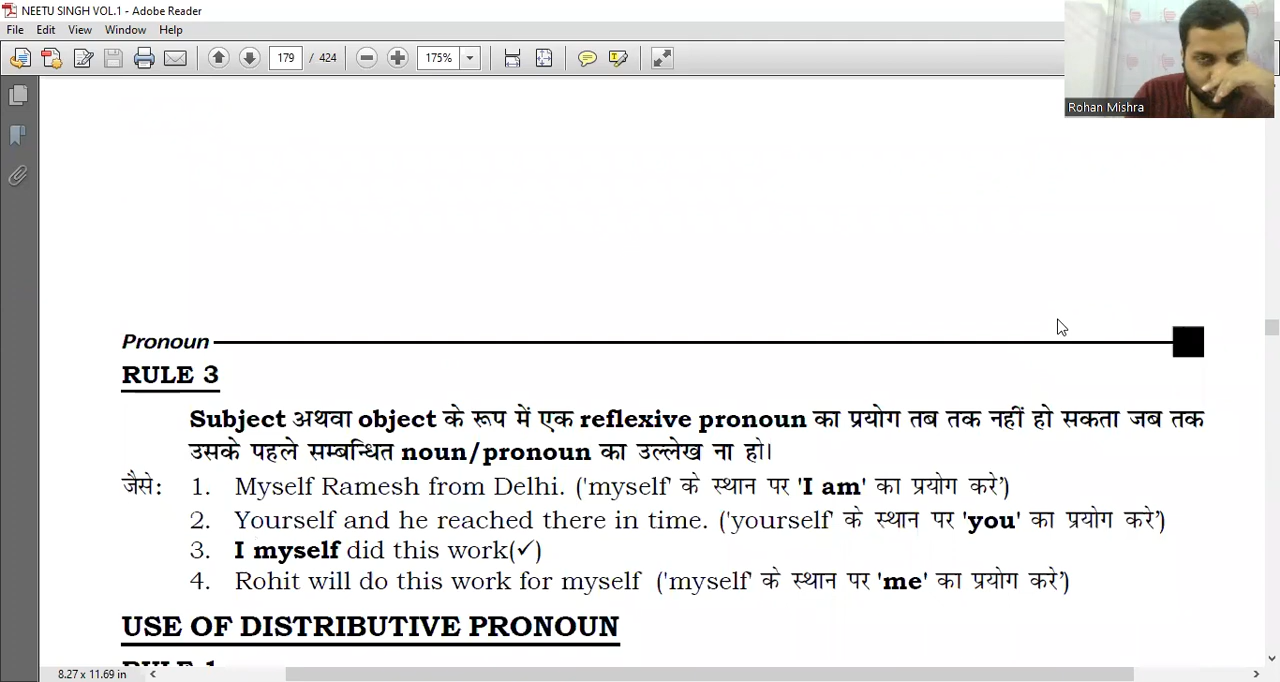 NEETU SINGH VOL.1 - Adobe Reader
File Edit View Window Help
179 / 424 175%
Rohan Mishra
Pronoun
RULE 3
Subject अथवा object के रूप में एक reflexive pronoun का प्रयोग तब तक नहीं हो सकता जब तक
उसके पहले सम्बन्धित noun/pronoun का उल्लेख ना हो।
जैसे: 1. Myself Ramesh from Delhi. ('myself' के स्थान पर 'I am' का प्रयोग करे')
2. Yourself and he reached there in time. ('yourself' के स्थान पर 'you' का प्रयोग करे')
3. I myself did this work(✓)
4. Rohit will do this work for myself ('myself' के स्थान पर 'me' का प्रयोग करे')
USE OF DISTRIBUTIVE PRONOUN
RULE 1
8.27 x 11.69 in